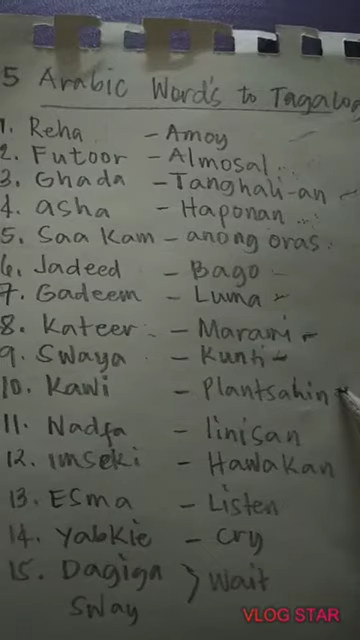 5 Arabic Word's to Tagalog
1. Reha - Amoy
2. Futoor - Almosal
3. Ghada - Tanghali-an
4. asha - Haponan
5. Saa Kam - anong oras
6. Jadeed - Bago
7. Gadeem - Luma
8. Kateer - Marami
9. Swaya - Kunti
10. Kawi - Plantsahin
11. Nadfa - linisan
12. imseki - Hawakan
13. ESma - Listen
14. Yabkie - Cry
15. Dagiga } Wait
Sway
VLOG STAR